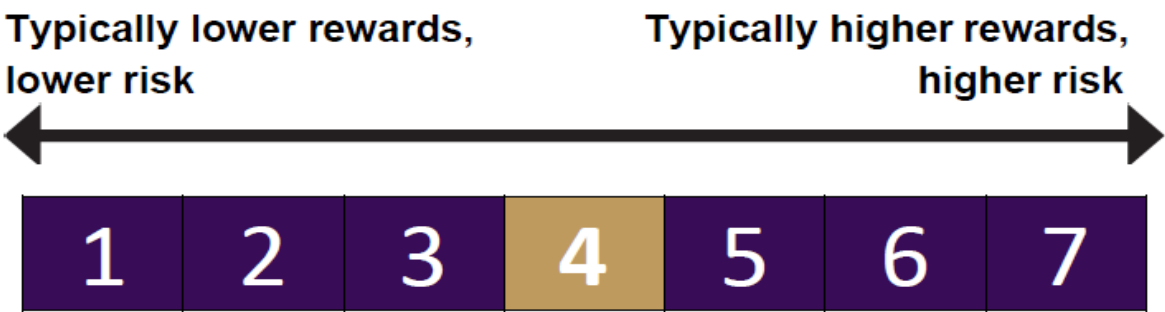 Typically lower rewards,
lower risk
Typically higher rewards,
higher risk
1 2 3 4 5 6 7